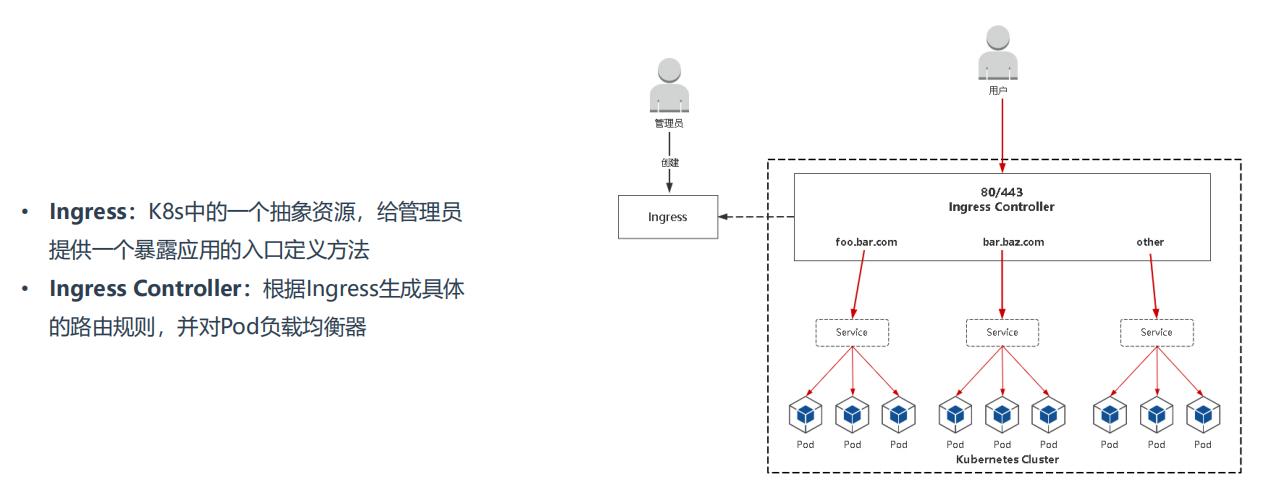 • Ingress：K8s中的一个抽象资源，给管理员
提供一个暴露应用的入口定义方法
• Ingress Controller：根据Ingress生成具体
的路由规则，并对Pod负载均衡器
用户
管理员
创建
Ingress
80/443
Ingress Controller
foo.bar.com bar.baz.com other
Service Service Service
Pod Pod Pod Pod Pod Pod Pod Pod Pod
Kubernetes Cluster